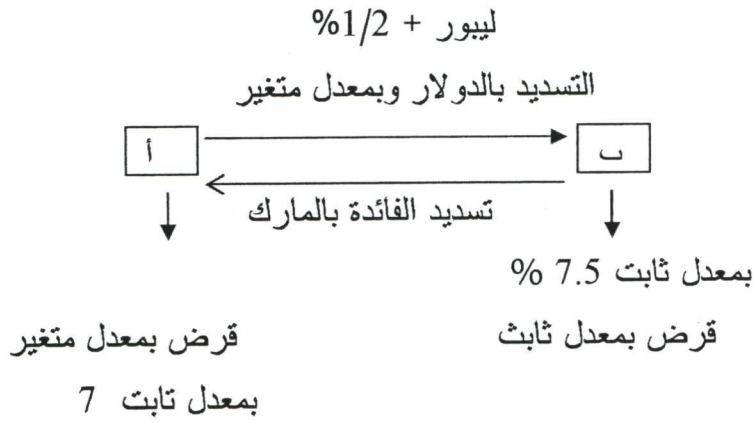 ليبور + 1/2%
التسديد بالدولار وبمعدل متغير
أ
ب
تسديد الفائدة بالمارك
بمعدل ثابت 7.5 %
قرض بمعدل ثابث
قرض بمعدل متغير
بمعدل تابت 7